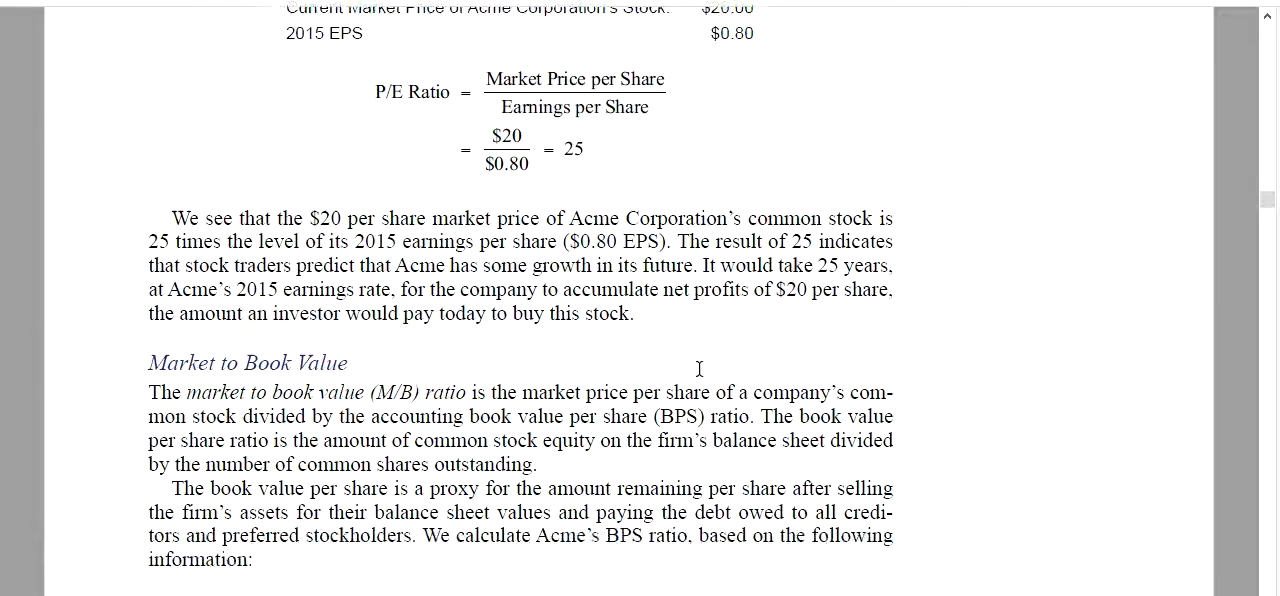 Current Market Price of Acme Corporation's Stock: $20.00
2015 EPS $0.80
P/E Ratio = Market Price per Share
Earnings per Share
= $20
$0.80 = 25
We see that the $20 per share market price of Acme Corporation's common stock is
25 times the level of its 2015 earnings per share ($0.80 EPS). The result of 25 indicates
that stock traders predict that Acme has some growth in its future. It would take 25 years,
at Acme's 2015 earnings rate, for the company to accumulate net profits of $20 per share,
the amount an investor would pay today to buy this stock.
Market to Book Value
The market to book value (M/B) ratio is the market price per share of a company's com-
mon stock divided by the accounting book value per share (BPS) ratio. The book value
per share ratio is the amount of common stock equity on the firm's balance sheet divided
by the number of common shares outstanding.
The book value per share is a proxy for the amount remaining per share after selling
the firm's assets for their balance sheet values and paying the debt owed to all credi-
tors and preferred stockholders. We calculate Acme's BPS ratio, based on the following
information: